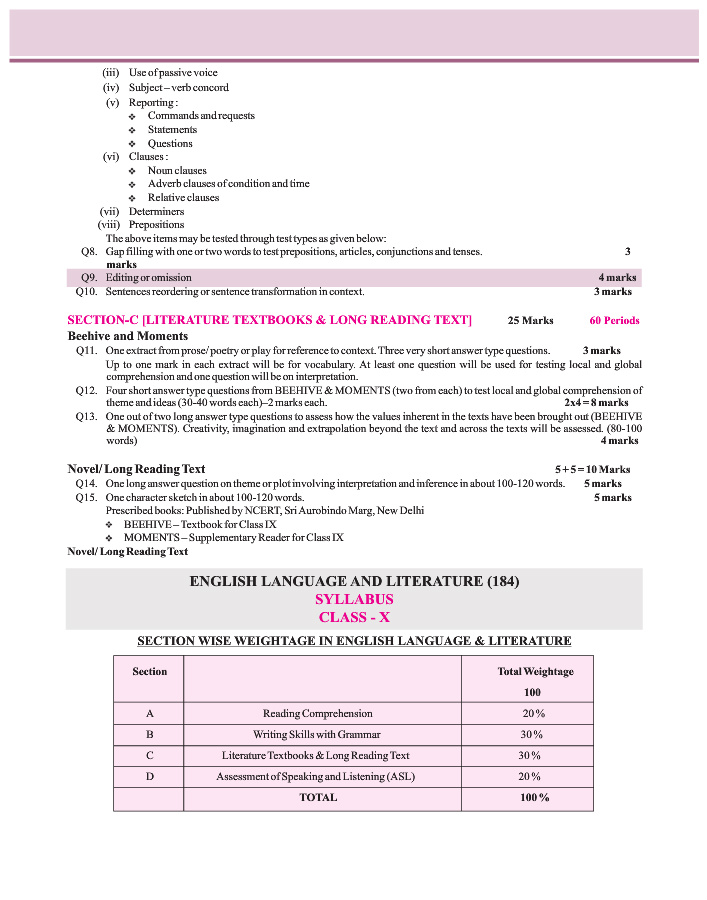 (iii) Use of passive voice
(iv) Subject – verb concord
(v) Reporting :
❖ Commands and requests
❖ Statements
❖ Questions
(vi) Clauses :
❖ Noun clauses
❖ Adverb clauses of condition and time
❖ Relative clauses
(vii) Determiners
(viii) Prepositions
The above items may be tested through test types as given below:
Q8. Gap filling with one or two words to test prepositions, articles, conjunctions and tenses. 3
marks
Q9. Editing or omission 4 marks
Q10. Sentences reordering or sentence transformation in context. 3 marks
SECTION-C [LITERATURE TEXTBOOKS & LONG READING TEXT] 25 Marks 60 Periods
Beehive and Moments
Q11. One extract from prose/ poetry or play for reference to context. Three very short answer type questions. 3 marks
Up to one mark in each extract will be for vocabulary. At least one question will be used for testing local and global
comprehension and one question will be on interpretation.
Q12. Four short answer type questions from BEEHIVE & MOMENTS (two from each) to test local and global comprehension of
theme and ideas (30-40 words each)–2 marks each. 2x4 = 8 marks
Q13. One out of two long answer type questions to assess how the values inherent in the texts have been brought out (BEEHIVE
& MOMENTS). Creativity, imagination and extrapolation beyond the text and across the texts will be assessed. (80-100
words) 4 marks
Novel/ Long Reading Text 5 + 5 = 10 Marks
Q14. One long answer question on theme or plot involving interpretation and inference in about 100-120 words. 5 marks
Q15. One character sketch in about 100-120 words. 5 marks
Prescribed books: Published by NCERT, Sri Aurobindo Marg, New Delhi
❖ BEEHIVE – Textbook for Class IX
❖ MOMENTS – Supplementary Reader for Class IX
Novel/ Long Reading Text
ENGLISH LANGUAGE AND LITERATURE (184)
SYLLABUS
CLASS - X
SECTION WISE WEIGHTAGE IN ENGLISH LANGUAGE & LITERATURE
Section Total Weightage
100
A Reading Comprehension 20 %
B Writing Skills with Grammar 30 %
C Literature Textbooks & Long Reading Text 30 %
D Assessment of Speaking and Listening (ASL) 20 %
TOTAL 100 %